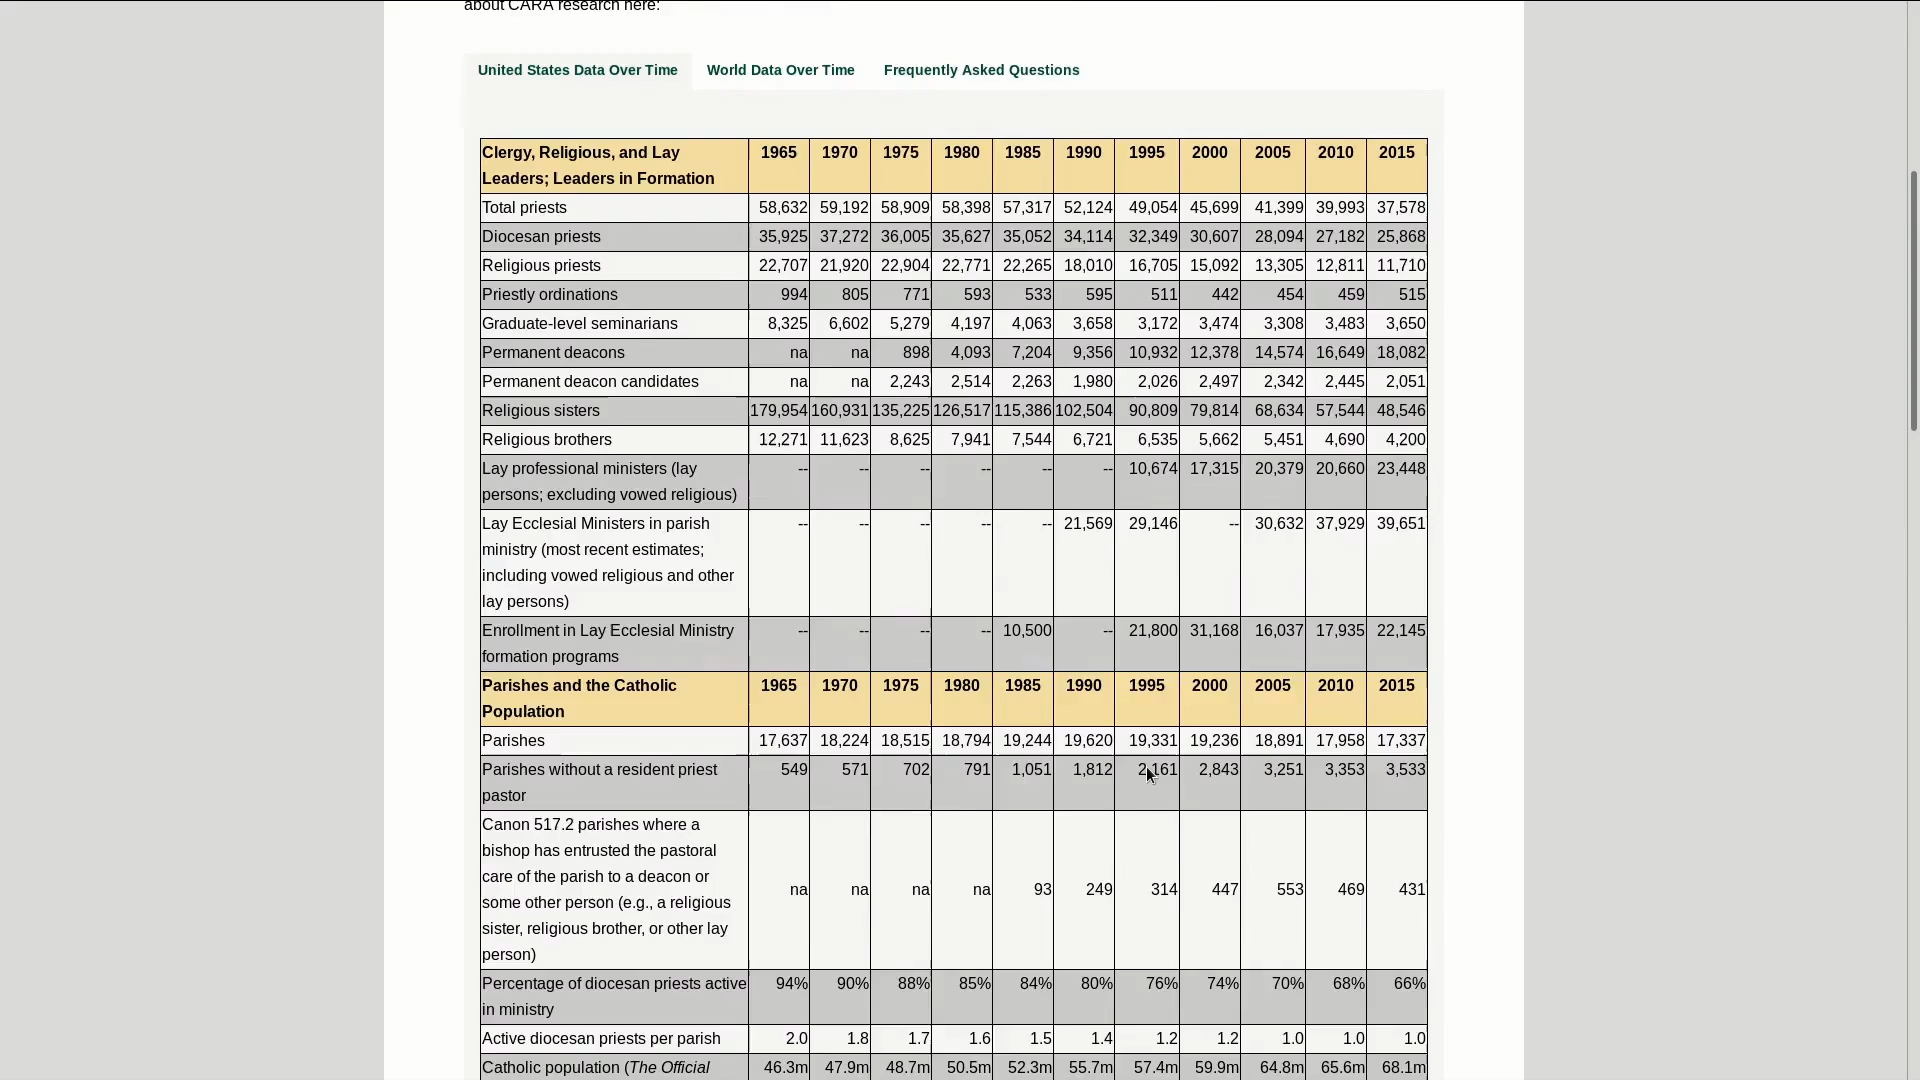 about CARA research here:
United States Data Over Time World Data Over Time Frequently Asked Questions
Clergy, Religious, and Lay 1965 1970 1975 1980 1985 1990 1995 2000 2005 2010 2015
Leaders; Leaders in Formation
Total priests 58,632 59,192 58,909 58,398 57,317 52,124 49,054 45,699 41,399 39,993 37,578
Diocesan priests 35,925 37,272 36,005 35,627 35,052 34,114 32,349 30,607 28,094 27,182 25,868
Religious priests 22,707 21,920 22,904 22,771 22,265 18,010 16,705 15,092 13,305 12,811 11,710
Priestly ordinations 994 805 771 593 533 595 511 442 454 459 515
Graduate-level seminarians 8,325 6,602 5,279 4,197 4,063 3,658 3,172 3,474 3,308 3,483 3,650
Permanent deacons na na 898 4,093 7,204 9,356 10,932 12,378 14,574 16,649 18,082
Permanent deacon candidates na na 2,243 2,514 2,263 1,980 2,026 2,497 2,342 2,445 2,051
Religious sisters 179,954 160,931 135,225 126,517 115,386 102,504 90,809 79,814 68,634 57,544 48,546
Religious brothers 12,271 11,623 8,625 7,941 7,544 6,721 6,535 5,662 5,451 4,690 4,200
Lay professional ministers (lay -- -- -- -- -- -- 10,674 17,315 20,379 20,660 23,448
persons; excluding vowed religious)
Lay Ecclesial Ministers in parish -- -- -- -- -- 21,569 29,146 -- 30,632 37,929 39,651
ministry (most recent estimates;
including vowed religious and other
lay persons)
Enrollment in Lay Ecclesial Ministry -- -- -- -- 10,500 -- 21,800 31,168 16,037 17,935 22,145
formation programs
Parishes and the Catholic 1965 1970 1975 1980 1985 1990 1995 2000 2005 2010 2015
Population
Parishes 17,637 18,224 18,515 18,794 19,244 19,620 19,331 19,236 18,891 17,958 17,337
Parishes without a resident priest 549 571 702 791 1,051 1,812 2,161 2,843 3,251 3,353 3,533
pastor
Canon 517.2 parishes where a
bishop has entrusted the pastoral
care of the parish to a deacon or
some other person (e.g., a religious na na na na 93 249 314 447 553 469 431
sister, religious brother, or other lay
person)
Percentage of diocesan priests active 94% 90% 88% 85% 84% 80% 76% 74% 70% 68% 66%
in ministry
Active diocesan priests per parish 2.0 1.8 1.7 1.6 1.5 1.4 1.2 1.2 1.0 1.0 1.0
Catholic population (The Official 46.3m 47.9m 48.7m 50.5m 52.3m 55.7m 57.4m 59.9m 64.8m 65.6m 68.1m